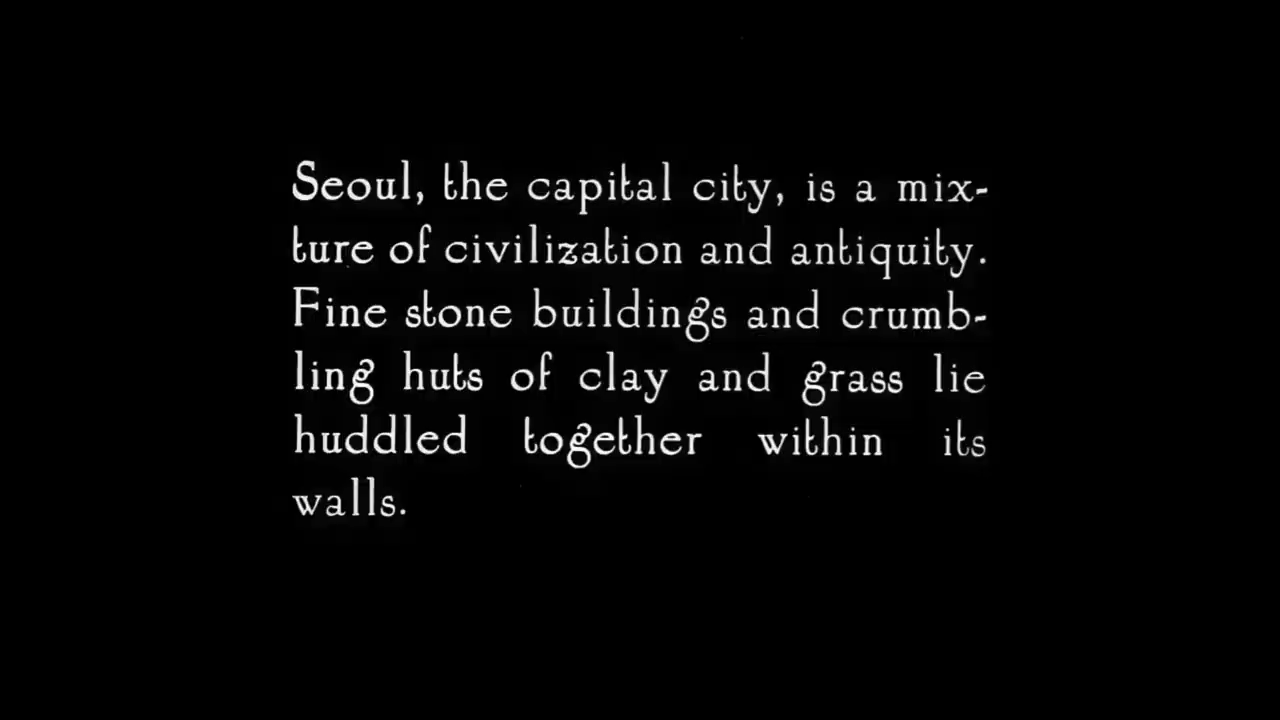 Seoul, the capital city, is a mix-
ture of civilization and antiquity.
Fine stone buildings and crumb-
ling huts of clay and grass lie
huddled together within its
walls.